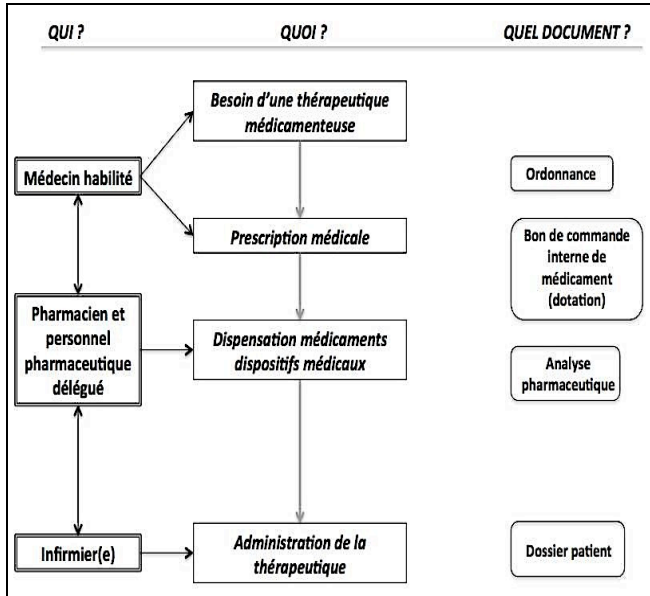 QUI ?
QUOI ?
QUEL DOCUMENT ?
Besoin d'une thérapeutique
médicamenteuse
Médecin habilité
Ordonnance
Prescription médicale
Bon de commande
interne de
médicament
(dotation)
Pharmacien et
personnel
pharmaceutique
délégué
Dispensation médicaments
dispositifs médicaux
Analyse
pharmaceutique
Infirmier(e)
Administration de la
thérapeutique
Dossier patient